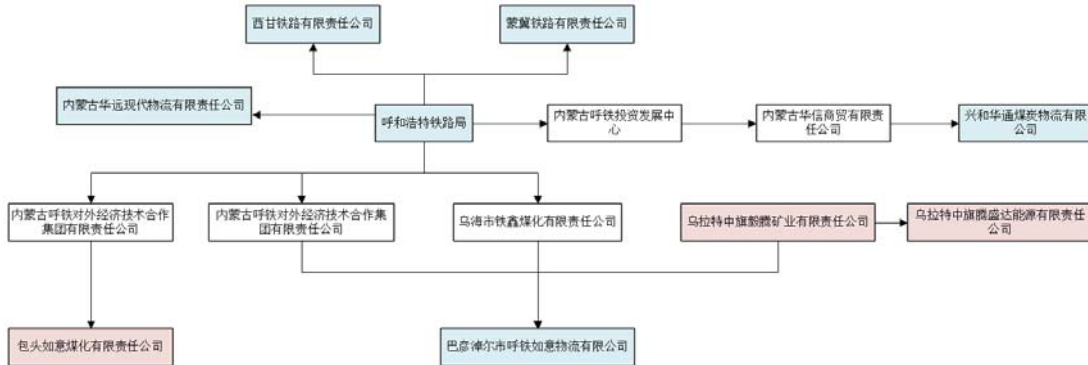 西甘铁路有限责任公司
蒙冀铁路有限责任公司
内蒙古华远现代物流有限责任公司
呼和浩特铁路局
内蒙古呼铁投资发展中
心
内蒙古华信商贸有限责
任公司
兴和华通煤炭物流有限
公司
内蒙古呼铁对外经济技术合作
集团有限责任公司
内蒙古呼铁对外经济技术合作集
团有限责任公司
乌海市铁鑫煤化有限责任公司
乌拉特中旗毅腾矿业有限责任公司
乌拉特中旗腾盛达能源有限责任
公司
包头如意煤化有限责任公司
巴彦淖尔市呼铁如意物流有限公司